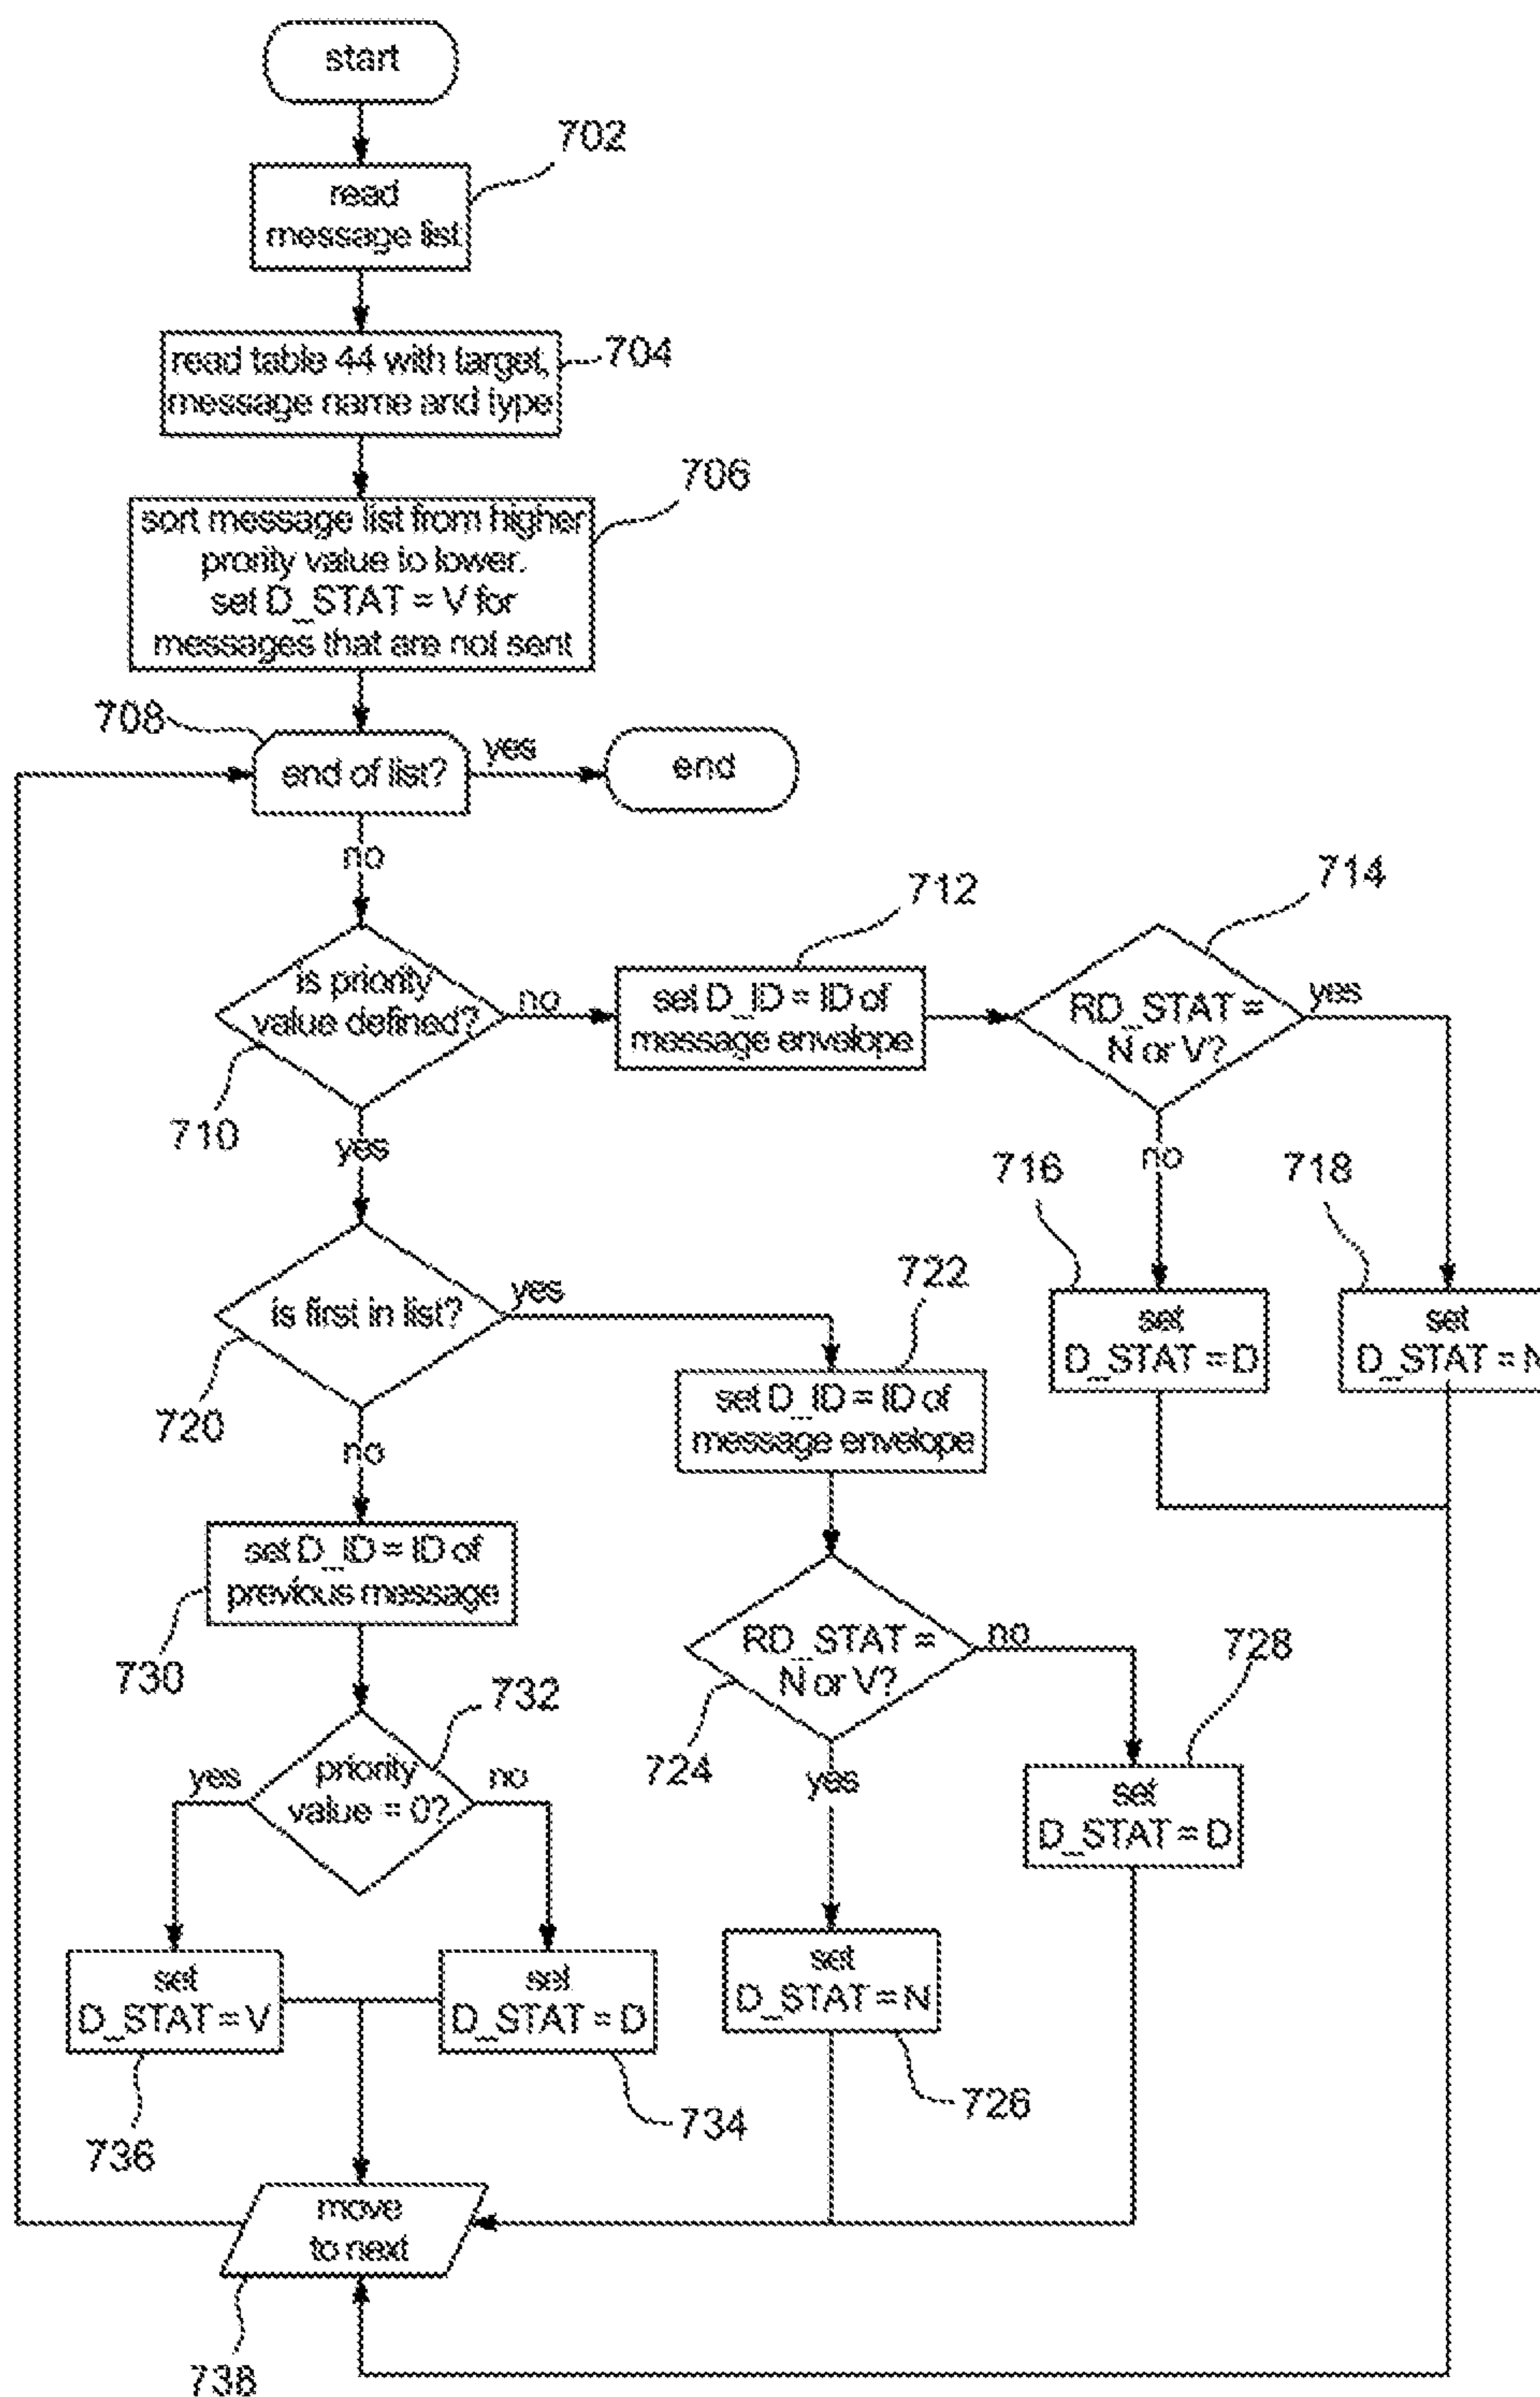 start
702
read
message list
read table 44 with target,
message name and type
704
706
sort message list from higher
prority value to lower.
set D_STAT = V for
messages that are not sent
708
end of list?
yes
end
no
712
714
is priority
value defined?
no
set D_ID = ID of
message envelope
RD_STAT =
N or V?
yes
710
yes
no
716
718
722
is first in list?
yes
set
D_STAT = D
set
D_STAT = N
720
set D_ID = ID of
message envelope
no
set D_ID = ID of
previous message
730
RD_STAT =
N or V?
no
728
732
724
yes
priority
value = 0?
yes
no
set
D_STAT = D
set
D_STAT = V
set
D_STAT = D
set
D_STAT = N
726
734
736
move
to next
738